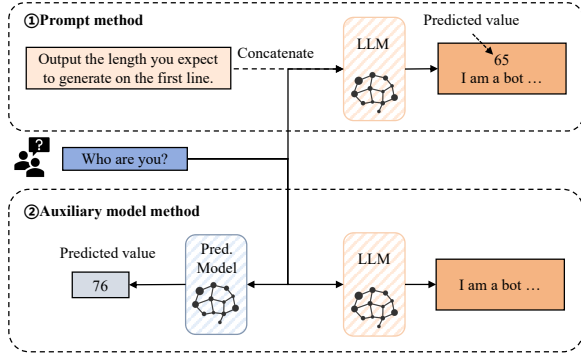 ①Prompt method
Predicted value
Output the length you expect
to generate on the first line.
Concatenate
LLM
65
I am a bot ...
?
Who are you?
②Auxiliary model method
Predicted value
76
Pred.
Model
LLM
I am a bot ...